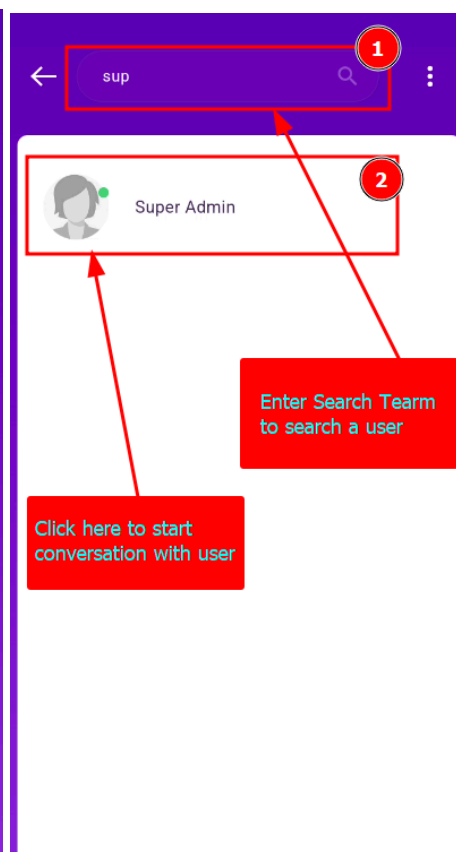 sup
1
Super Admin
2
Enter Search Tearm
to search a user
Click here to start
conversation with user